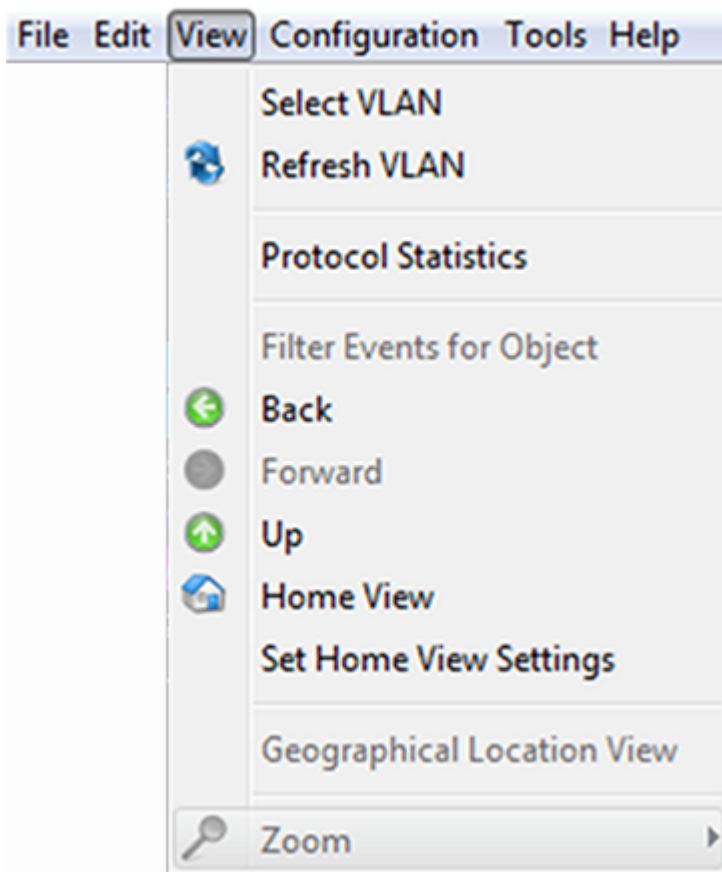 File Edit View Configuration Tools Help
Select VLAN
Refresh VLAN
Protocol Statistics
Filter Events for Object
Back
Forward
Up
Home View
Set Home View Settings
Geographical Location View
Zoom